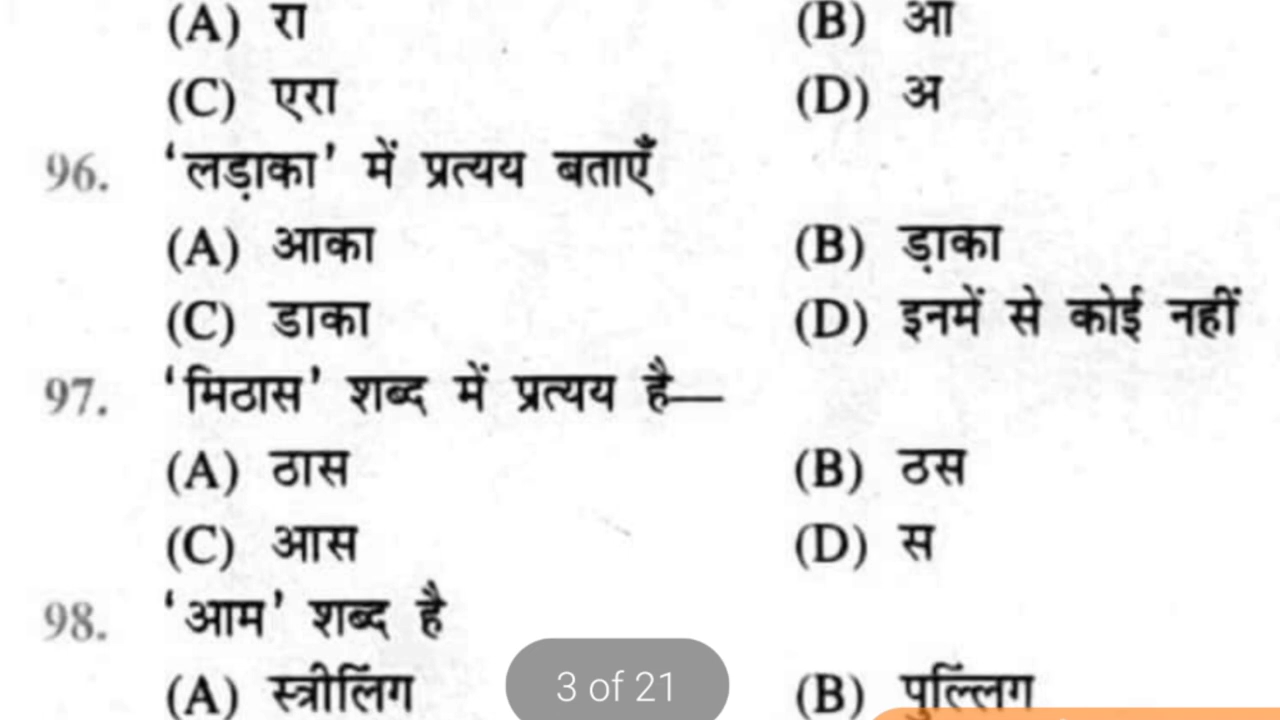 (A) रा (B) आ
(C) एरा (D) अ
96. 'लड़ाका' में प्रत्यय बताएँ
(A) आका (B) ड़ाका
(C) डाका (D) इनमें से कोई नहीं
97. 'मिठास' शब्द में प्रत्यय है—
(A) ठास (B) ठस
(C) आस (D) स
98. 'आम' शब्द है
(A) स्त्रीलिंग (B) पुल्लिंग
3 of 21